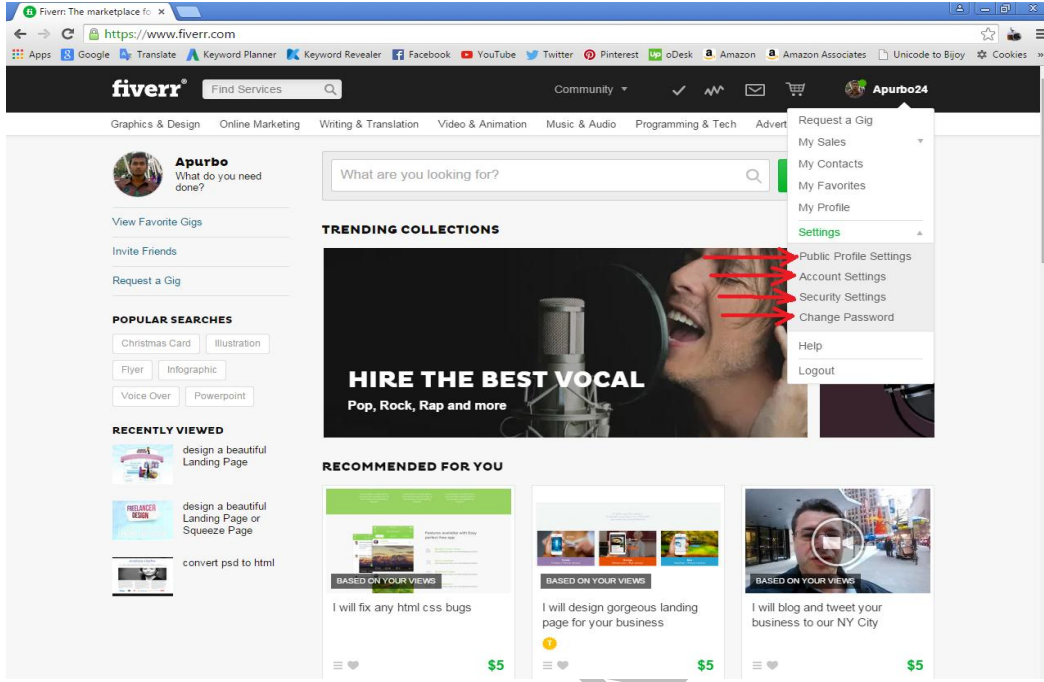 Fiverr: The marketplace fo
https://www.fiverr.com
Apps Google Translate Keyword Planner Keyword Revealer Facebook YouTube Twitter Pinterest oDesk Amazon Amazon Associates Unicode to Bijoy Cookies »
fiverr® Find Services Community Apurbo24
Graphics & Design Online Marketing Writing & Translation Video & Animation Music & Audio Programming & Tech Advert
Request a Gig
My Sales
My Contacts
My Favorites
My Profile
Settings
Public Profile Settings
Account Settings
Security Settings
Change Password
Help
Logout
Apurbo
What do you need
done?
View Favorite Gigs
Invite Friends
Request a Gig
POPULAR SEARCHES
Christmas Card Illustration
Flyer Infographic
Voice Over Powerpoint
RECENTLY VIEWED
design a beautiful
Landing Page
FREELANCER
DESIGN
design a beautiful
Landing Page or
Squeeze Page
convert psd to html
What are you looking for?
TRENDING COLLECTIONS
HIRE THE BEST VOCAL
Pop, Rock, Rap and more
RECOMMENDED FOR YOU
BASED ON YOUR VIEWS
I will fix any html css bugs
$5
BASED ON YOUR VIEWS
I will design gorgeous landing
page for your business
T
$5
BASED ON YOUR VIEWS
I will blog and tweet your
business to our NY City
$5